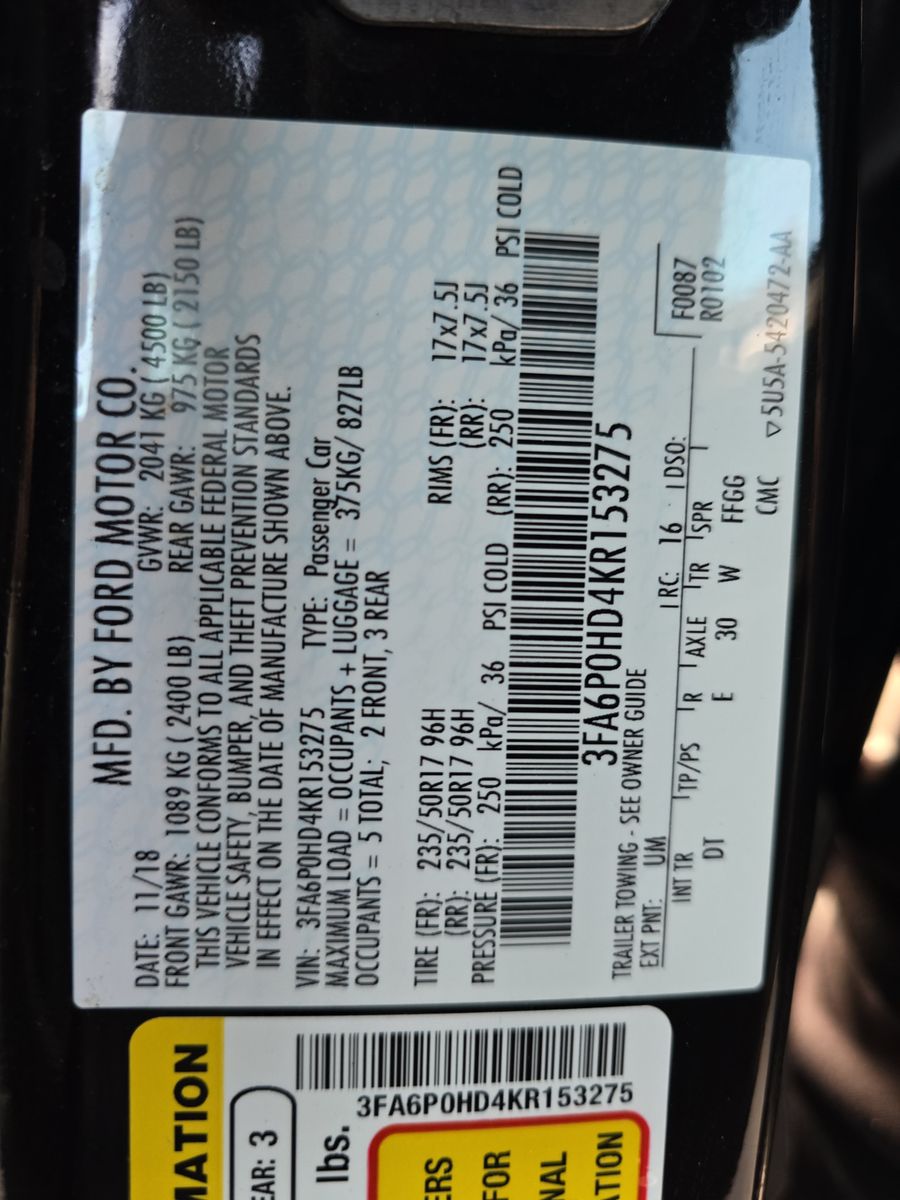 MFD. BY FORD MOTOR CO.
DATE: 11/18 GVWR: 2041 KG ( 4500 LB)
FRONT GAWR: 1089 KG ( 2400 LB) REAR GAWR: 975 KG ( 2150 LB)
THIS VEHICLE CONFORMS TO ALL APPLICABLE FEDERAL MOTOR
VEHICLE SAFETY, BUMPER, AND THEFT PREVENTION STANDARDS
IN EFFECT ON THE DATE OF MANUFACTURE SHOWN ABOVE.
VIN: 3FA6P0HD4KR153275 TYPE: Passenger Car
MAXIMUM LOAD = OCCUPANTS + LUGGAGE = 375KG/ 827LB
OCCUPANTS = 5 TOTAL; 2 FRONT, 3 REAR
TIRE (FR): 235/50R17 96H RIMS (FR): 17x7.5J
(RR): 235/50R17 96H (RR): 17x7.5J
PRESSURE (FR): 250 kPa/ 36 PSI COLD (RR): 250 kPa/ 36 PSI COLD
3FA6P0HD4KR153275
TRAILER TOWING - SEE OWNER GUIDE
EXT PNT: UM RC: 16 DSO: F0087
R0102
INT TR TP/PS R AXLE TR SPR
DT E 30 W FFGG
CMC ▽5U5A-5420472-AA
MATION
EAR: 3
lbs.
3FA6P0HD4KR153275
ERS
FOR
NAL
ATION